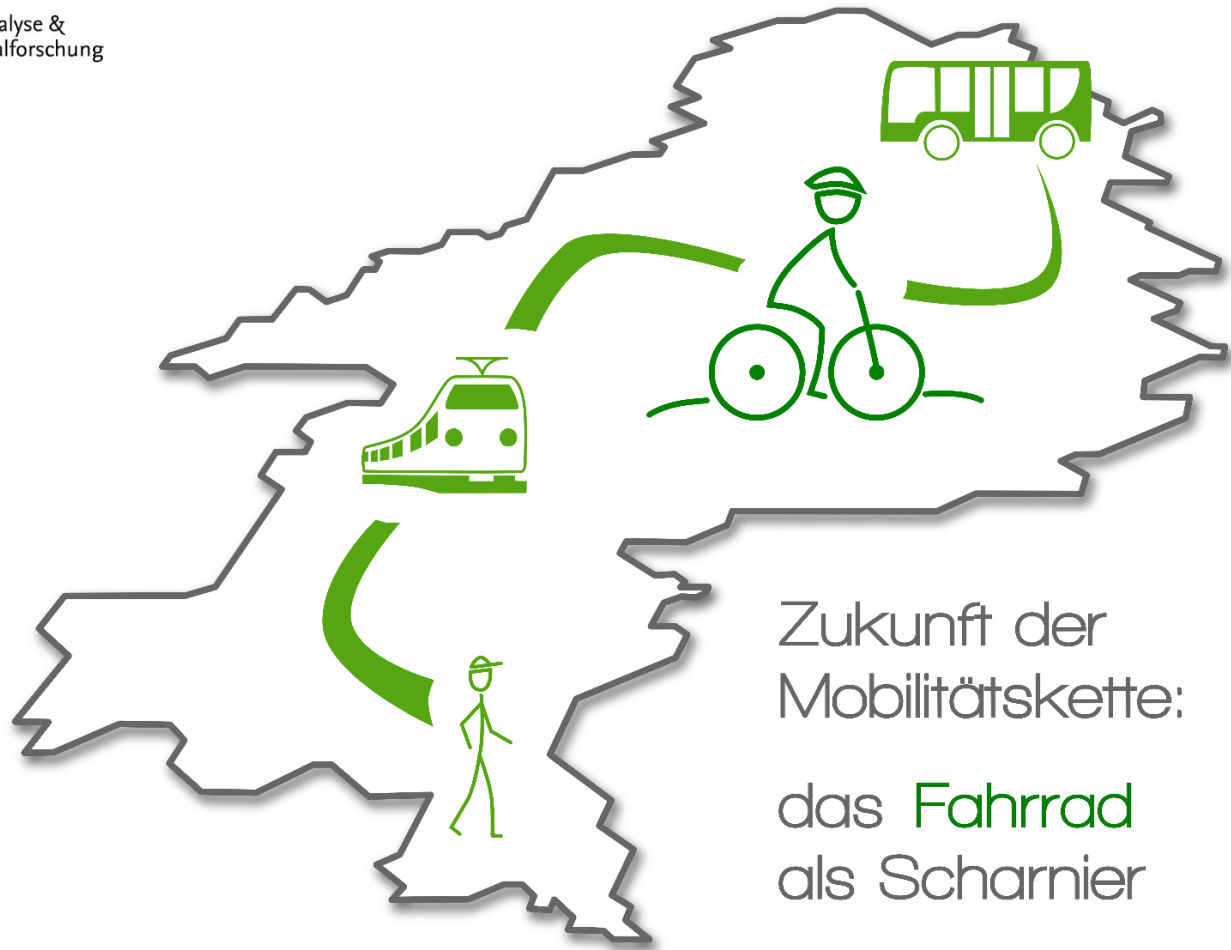 alyse &
alforschung
Zukunft der
Mobilitätskette:
das Fahrrad
als Scharnier